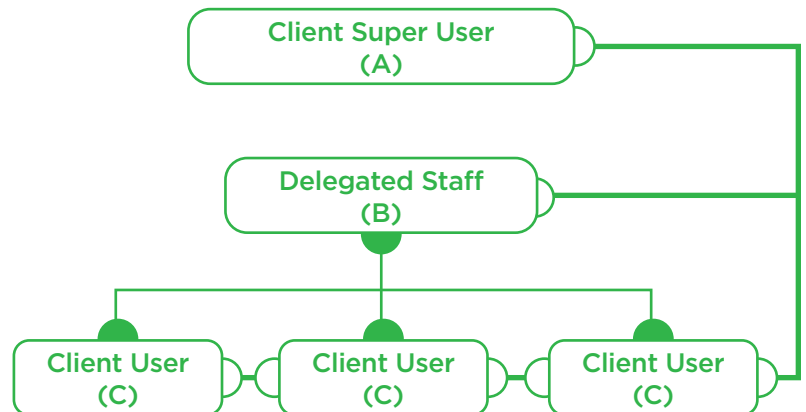 Client Super User
(A)
Delegated Staff
(B)
Client User
(C)
Client User
(C)
Client User
(C)